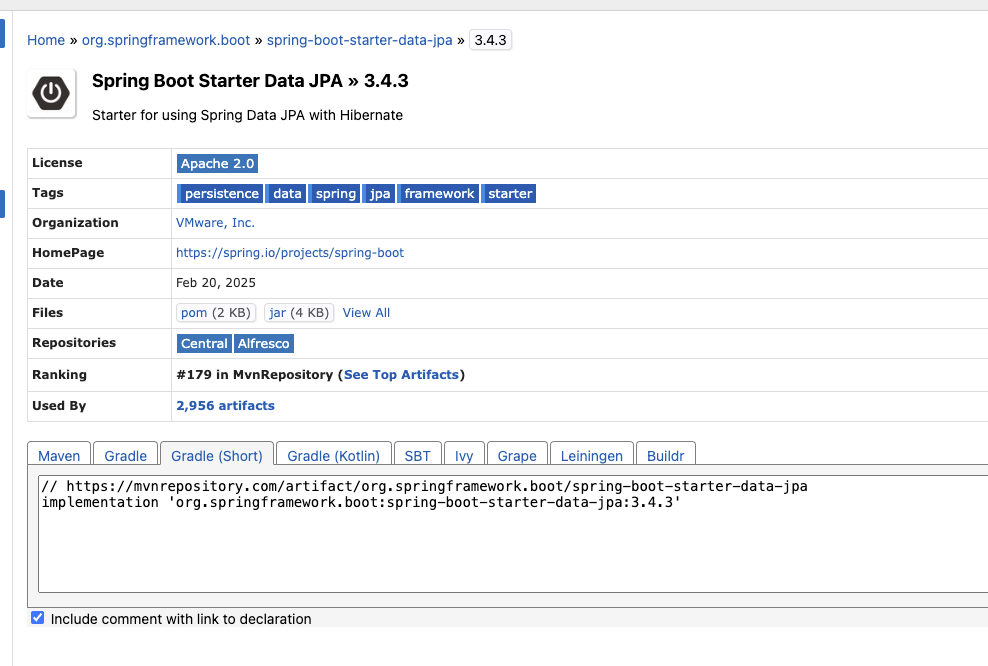 Home » org.springframework.boot » spring-boot-starter-data-jpa » 3.4.3
Spring Boot Starter Data JPA » 3.4.3
Starter for using Spring Data JPA with Hibernate
License Apache 2.0
Tags persistence data spring jpa framework starter
Organization VMware, Inc.
HomePage https://spring.io/projects/spring-boot
Date Feb 20, 2025
Files pom (2 KB) jar (4 KB) View All
Repositories Central Alfresco
Ranking #179 in MvnRepository (See Top Artifacts)
Used By 2,956 artifacts
Maven Gradle Gradle (Short) Gradle (Kotlin) SBT Ivy Grape Leiningen Buildr
// https://mvnrepository.com/artifact/org.springframework.boot/spring-boot-starter-data-jpa
implementation 'org.springframework.boot:spring-boot-starter-data-jpa:3.4.3'
Include comment with link to declaration